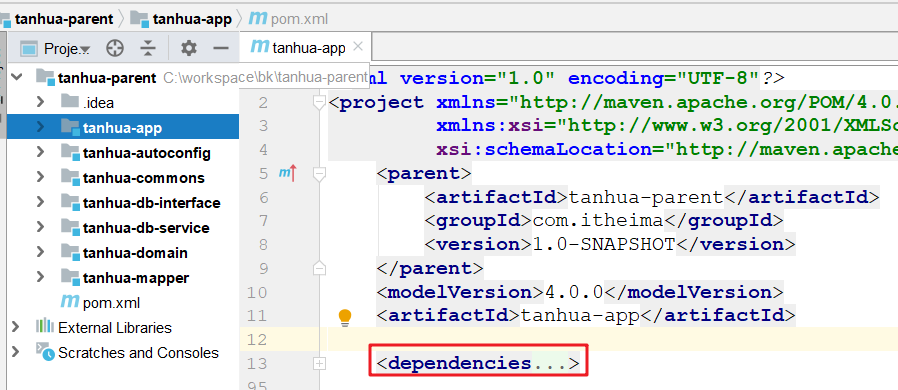 tanhua-parent tanhua-app pom.xml
Proje... tanhua-app
tanhua-parent C:\workspace\bk\tanhua-parent
.idea
tanhua-app
tanhua-autoconfig
tanhua-commons
tanhua-db-interface
tanhua-db-service
tanhua-domain
tanhua-mapper
pom.xml
External Libraries
Scratches and Consoles
ml version="1.0" encoding="UTF-8"?>
2 <project xmlns="http://maven.apache.org/POM/4.0.
3 xmlns:xsi="http://www.w3.org/2001/XMLSc
4 xsi:schemaLocation="http://maven.apache
5 <parent>
6 <artifactId>tanhua-parent</artifactId>
7 <groupId>com.itheima</groupId>
8 <version>1.0-SNAPSHOT</version>
9 </parent>
10 <modelVersion>4.0.0</modelVersion>
11 <artifactId>tanhua-app</artifactId>
12
13 <dependencies...>